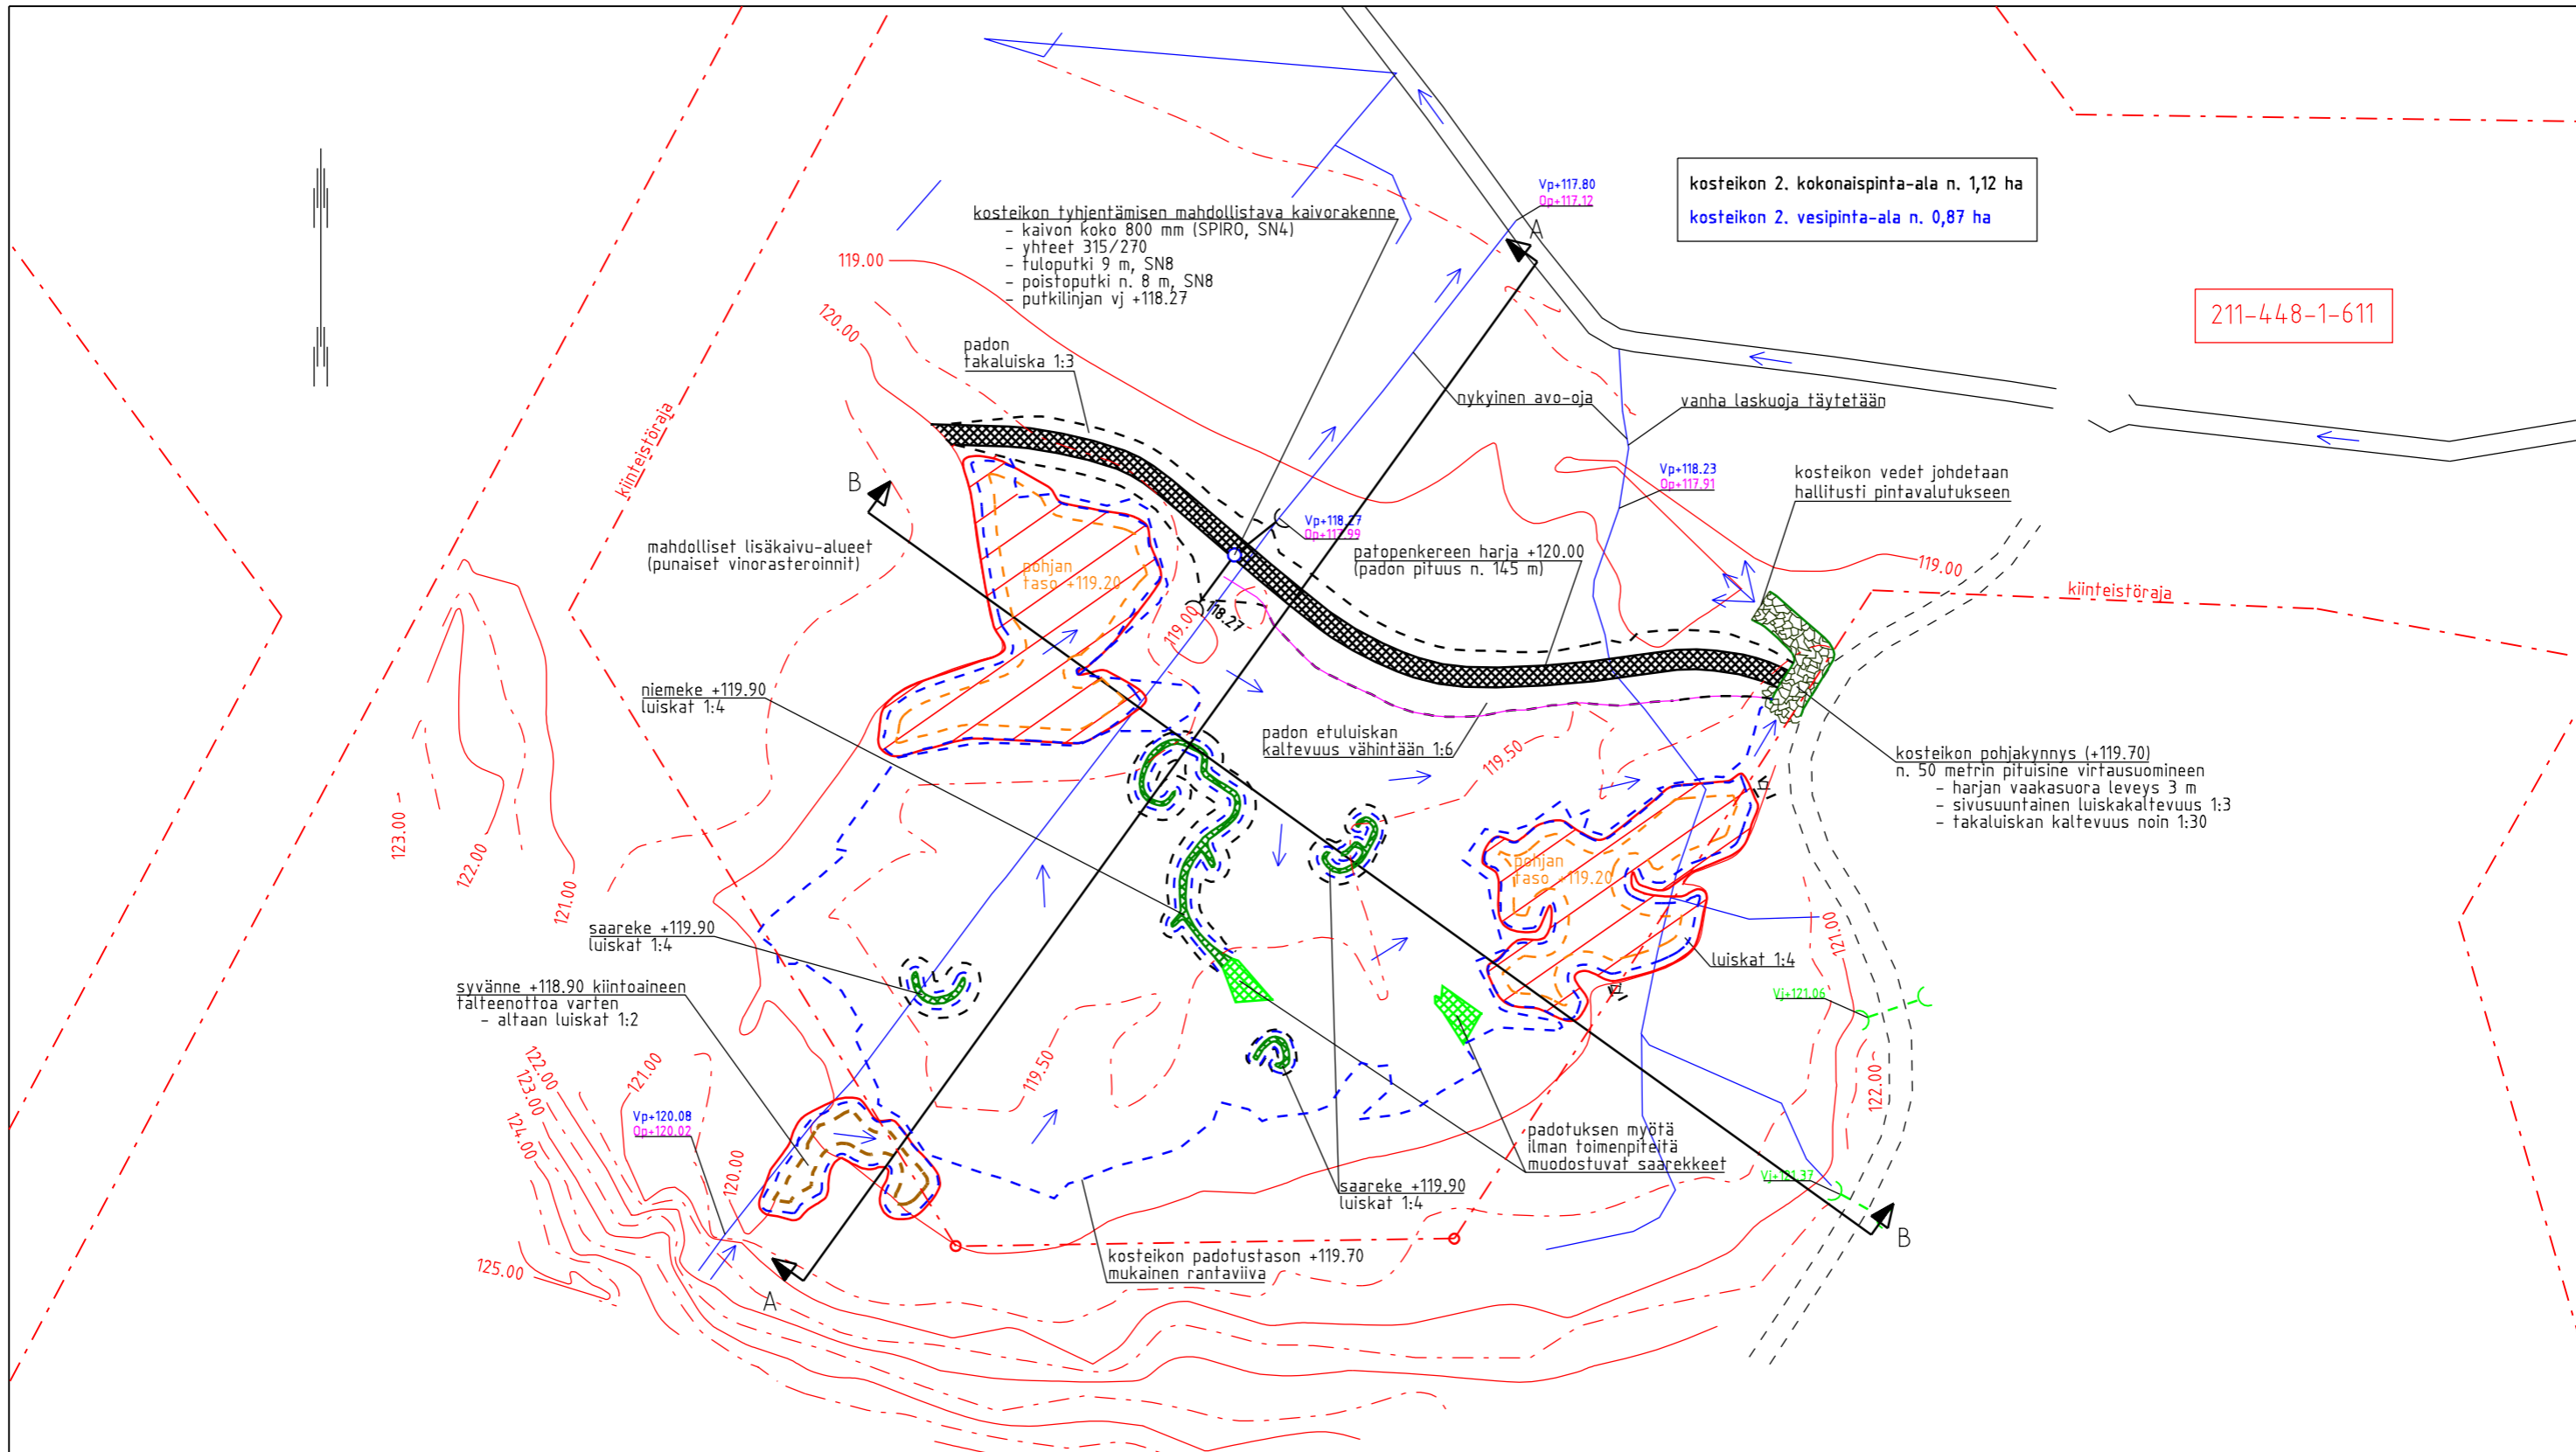 kosteikon 2. kokonaispinta-ala n. 1,12 ha
kosteikon 2. vesipinta-ala n. 0,87 ha
211-448-1-611
Vp+117.80
Op+117.12
A
kosteikon tyhjentämisen mahdollistava kaivorakenne
- kaivon koko 800 mm (SPIRO, SN4)
- yhteet 315/270
- tuloputki 9 m, SN8
- poistoputki n. 8 m, SN8
- putkilinjan vj +118.27
119.00
120.00
padon
takaluiska 1:3
kiinteistöraja
nykyinen avo-oja
vanha laskuoja täytetään
B
Vp+118.23
Op+117.91
kosteikon vedet johdetaan
hallitusti pintavalutukseen
Vp+118.27
Op+117.99
patopenkereen harja +120.00
(padon pituus n. 145 m)
119.00
kiinteistöraja
mahdolliset lisäkaivu-alueet
(punaiset vinorasteroinnit)
pohjan
taso +119.20
119.00
118.27
niemeke +119.90
luiskat 1:4
padon etuluiskan
kaltevuus vähintään 1:6
119.50
kosteikon pohjakynnys (+119.70)
n. 50 metrin pituisine virtausuomineen
- harjan vaakasuora leveys 3 m
- sivusuuntainen luiskakaltevuus 1:3
- takaluiskan kaltevuus noin 1:30
123.00
122.00
121.00
pohjan
taso +119.20
saareke +119.90
luiskat 1:4
121.00
luiskat 1:4
syvänne +118.90 kiintoaineen
talteenottoa varten
- altaan luiskat 1:2
Vj+121.06
122.00
123.00
124.00
121.00
119.50
122.00
Vp+120.08
Op+120.02
120.00
padotuksen myötä
ilman toimenpiteitä
muodostuvat saarekkeet
Vj+121.37
saareke +119.90
luiskat 1:4
B
125.00
kosteikon padotustason +119.70
mukainen rantaviiva
A